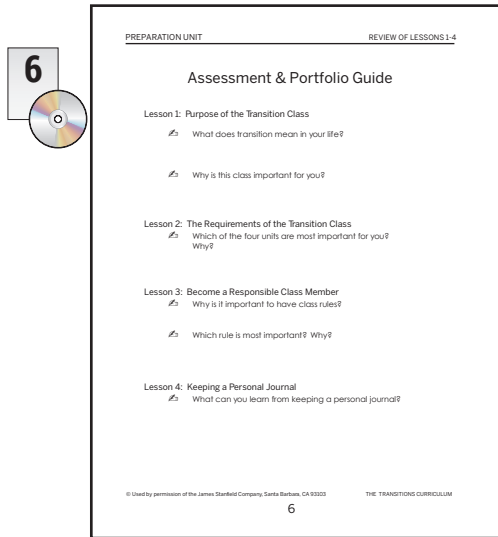 6
PREPARATION UNIT REVIEW OF LESSONS 1-4
Assessment & Portfolio Guide
Lesson 1: Purpose of the Transition Class
What does transition mean in your life?
Why is this class important for you?
Lesson 2: The Requirements of the Transition Class
Which of the four units are most important for you?
Why?
Lesson 3: Become a Responsible Class Member
Why is it important to have class rules?
Which rule is most important? Why?
Lesson 4: Keeping a Personal Journal
What can you learn from keeping a personal journal?
© Used by permission of the James Stanfield Company, Santa Barbara, CA 93103 THE TRANSITIONS CURRICULUM
6